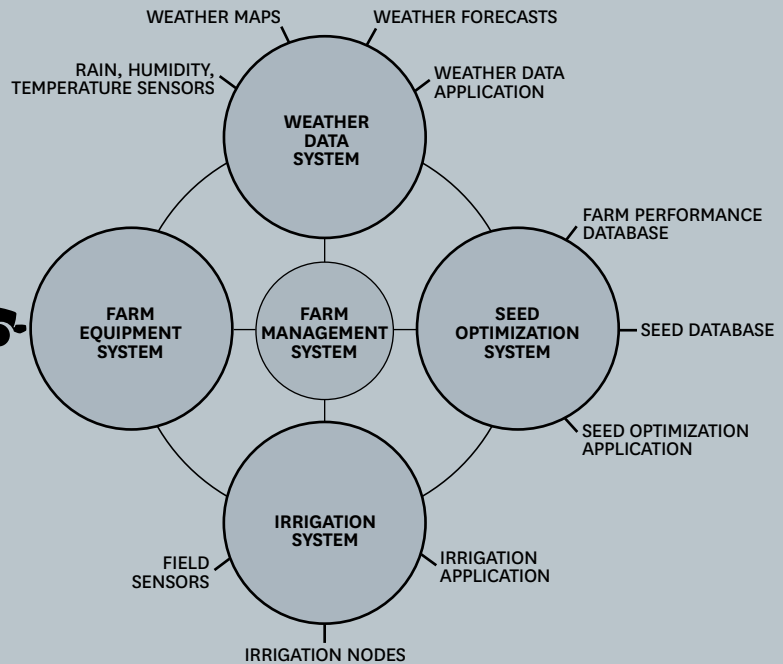 WEATHER MAPS
WEATHER FORECASTS
RAIN, HUMIDITY,
TEMPERATURE SENSORS
WEATHER DATA
APPLICATION
WEATHER
DATA
SYSTEM
FARM PERFORMANCE
DATABASE
FARM
EQUIPMENT
SYSTEM
FARM
MANAGEMENT
SYSTEM
SEED
OPTIMIZATION
SYSTEM
SEED DATABASE
SEED OPTIMIZATION
APPLICATION
IRRIGATION
SYSTEM
FIELD
SENSORS
IRRIGATION
APPLICATION
IRRIGATION NODES